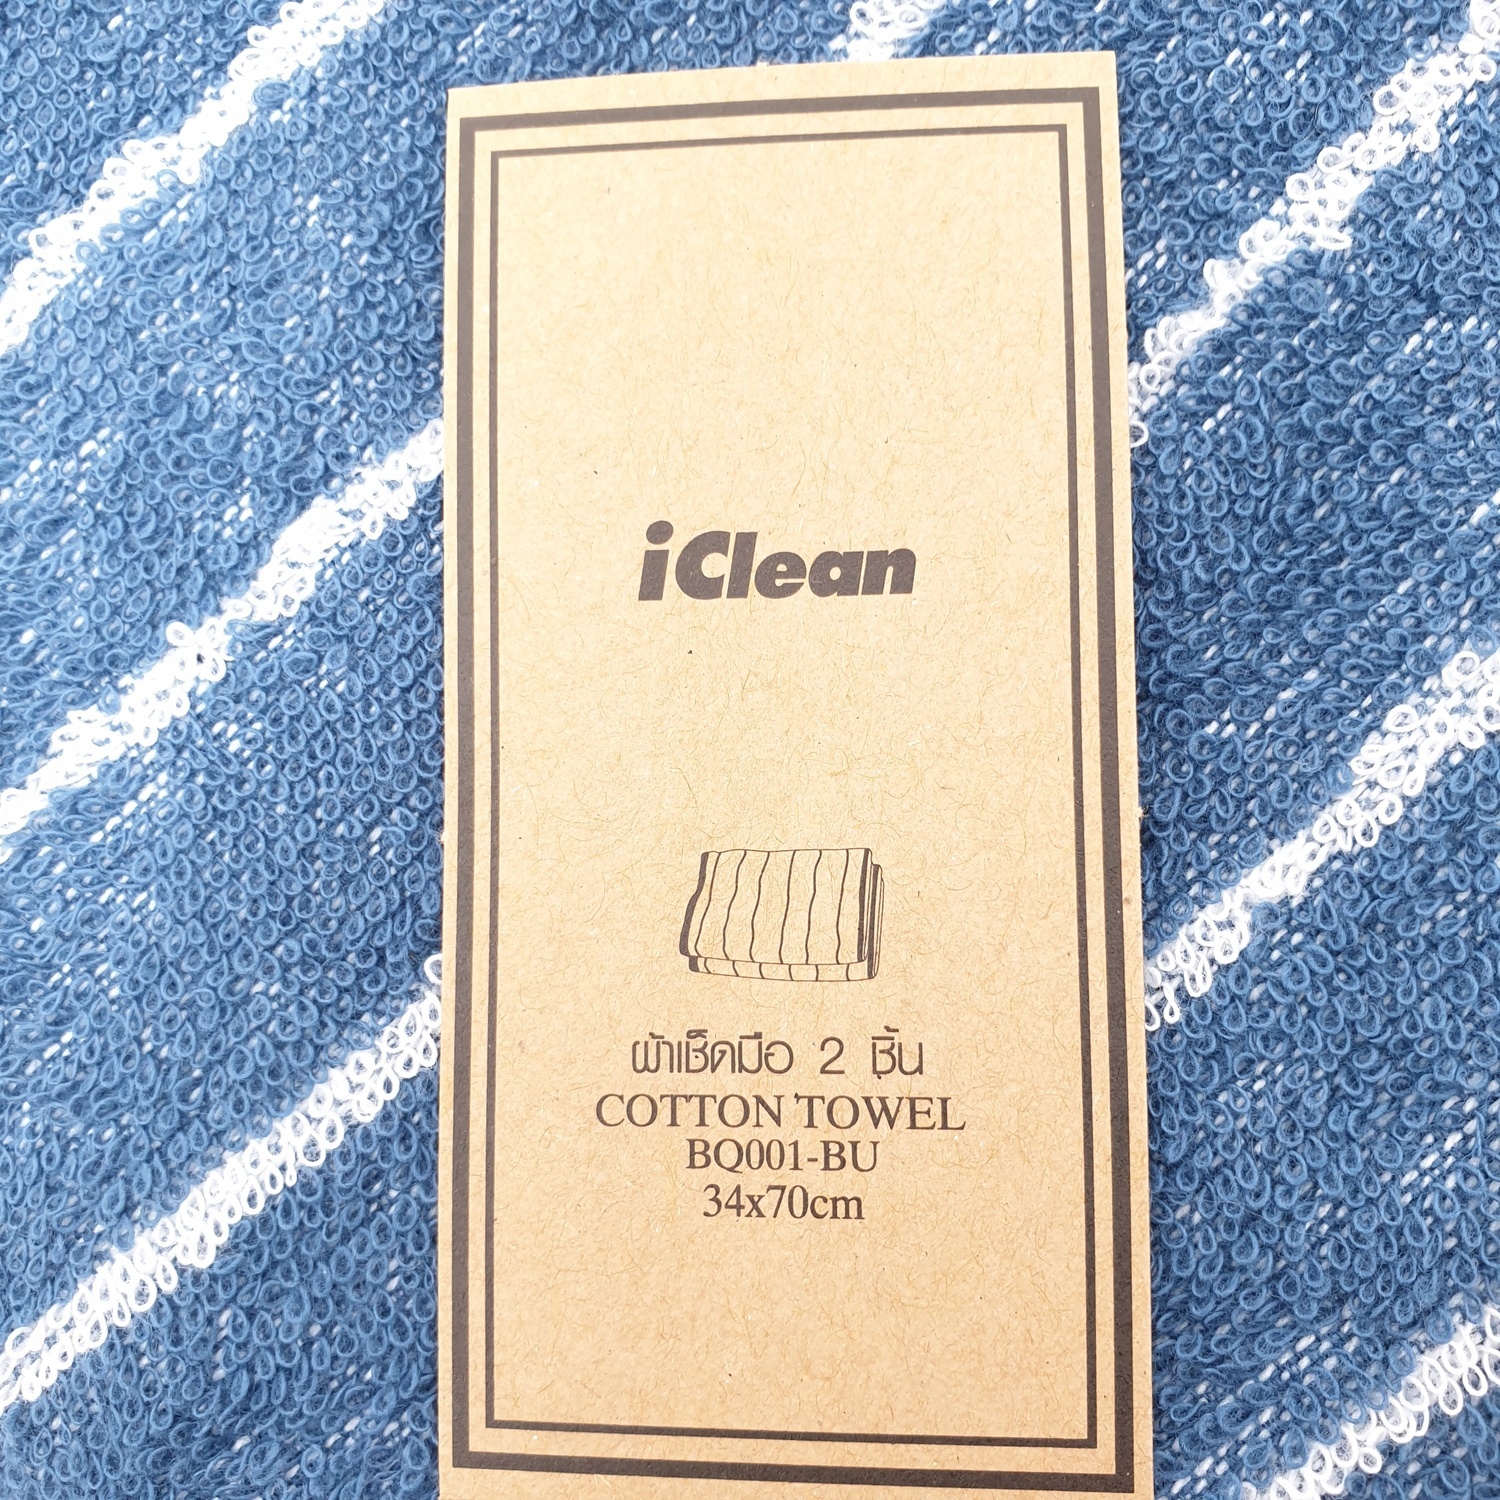 iClean
ผ้าเช็ดมือ 2 ชิ้น
COTTON TOWEL
BQ001-BU
34x70cm